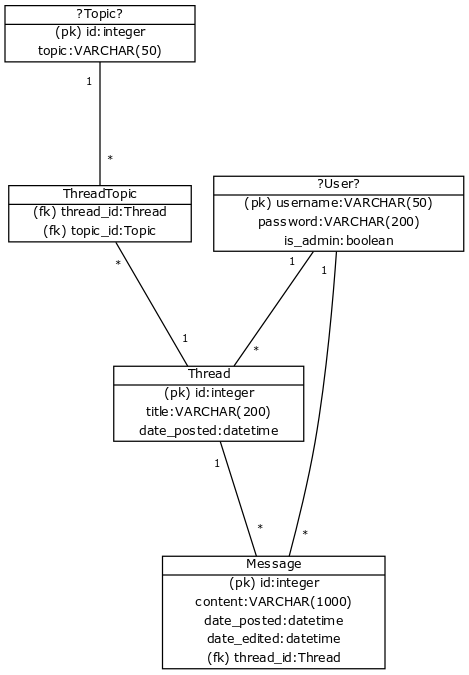 ?Topic?
(pk) id:integer
topic:VARCHAR(50)
1
*
ThreadTopic
(fk) thread_id:Thread
(fk) topic_id:Topic
?User?
(pk) username:VARCHAR(50)
password:VARCHAR(200)
is_admin:boolean
*
1
1
1
*
Thread
(pk) id:integer
title:VARCHAR(200)
date_posted:datetime
1
*
*
Message
(pk) id:integer
content:VARCHAR(1000)
date_posted:datetime
date_edited:datetime
(fk) thread_id:Thread